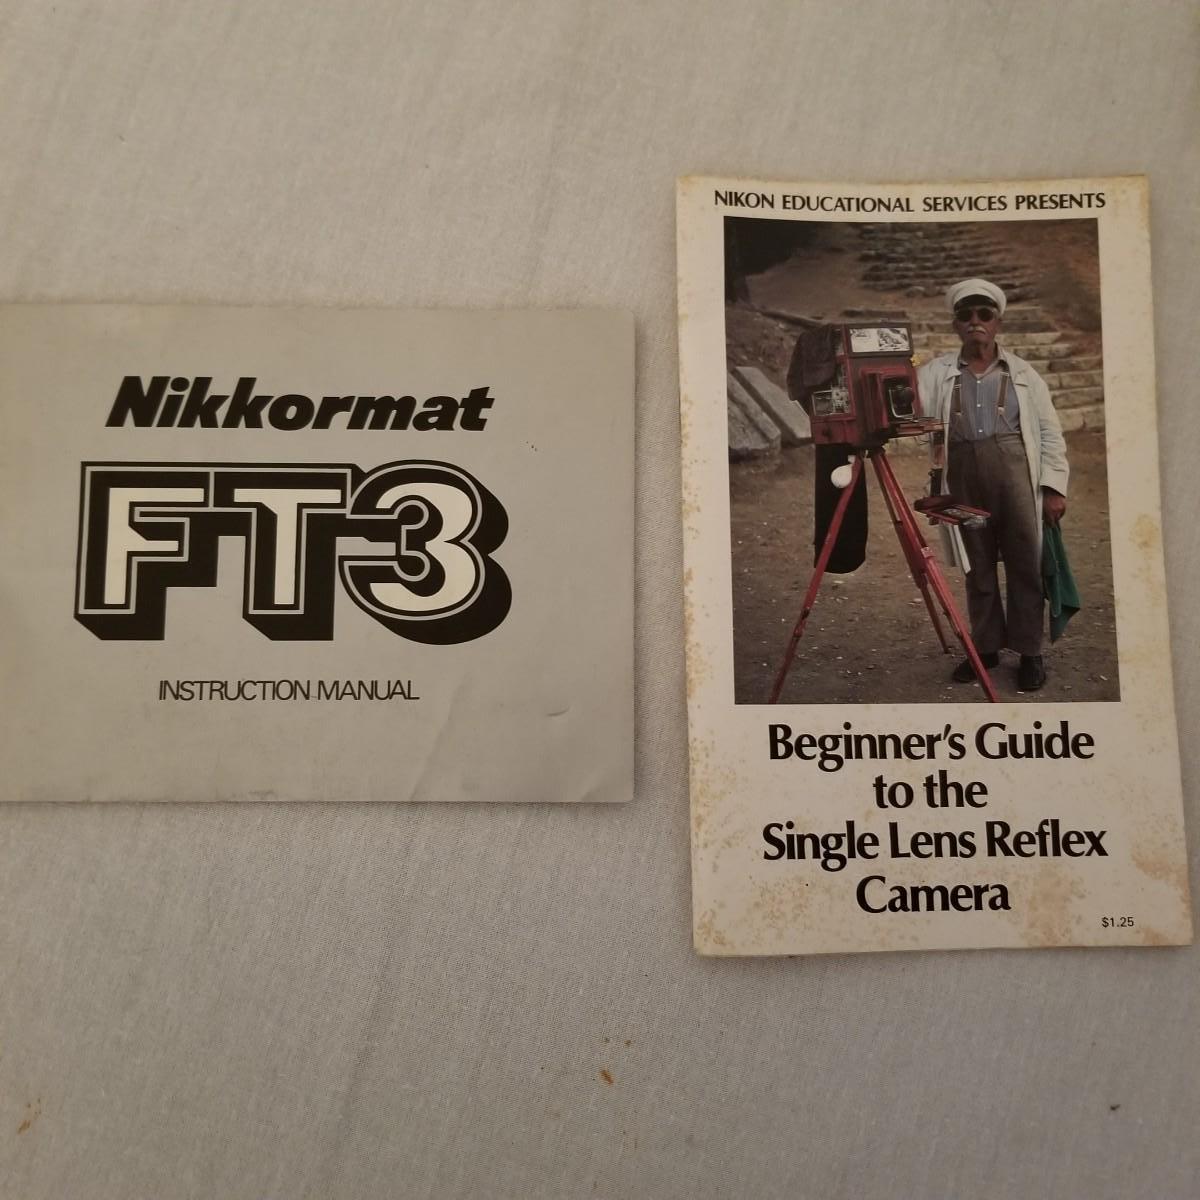 Nikkormat
FT3
INSTRUCTION MANUAL
NIKON EDUCATIONAL SERVICES PRESENTS
Beginner's Guide
to the
Single Lens Reflex
Camera
$1.25